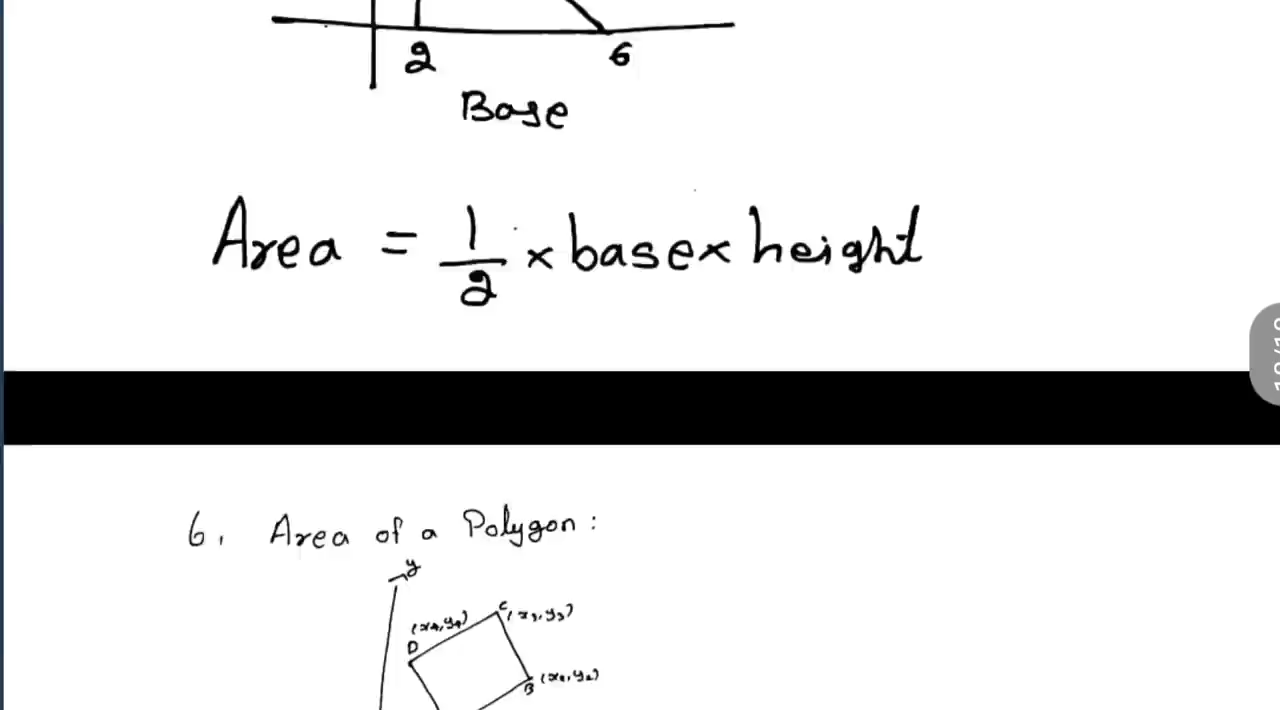 2 6
Base
Area = 1/2 × base × height
6. Area of a Polygon:
y
(x4, y4) C (x3, y3)
D
B (x2, y2)